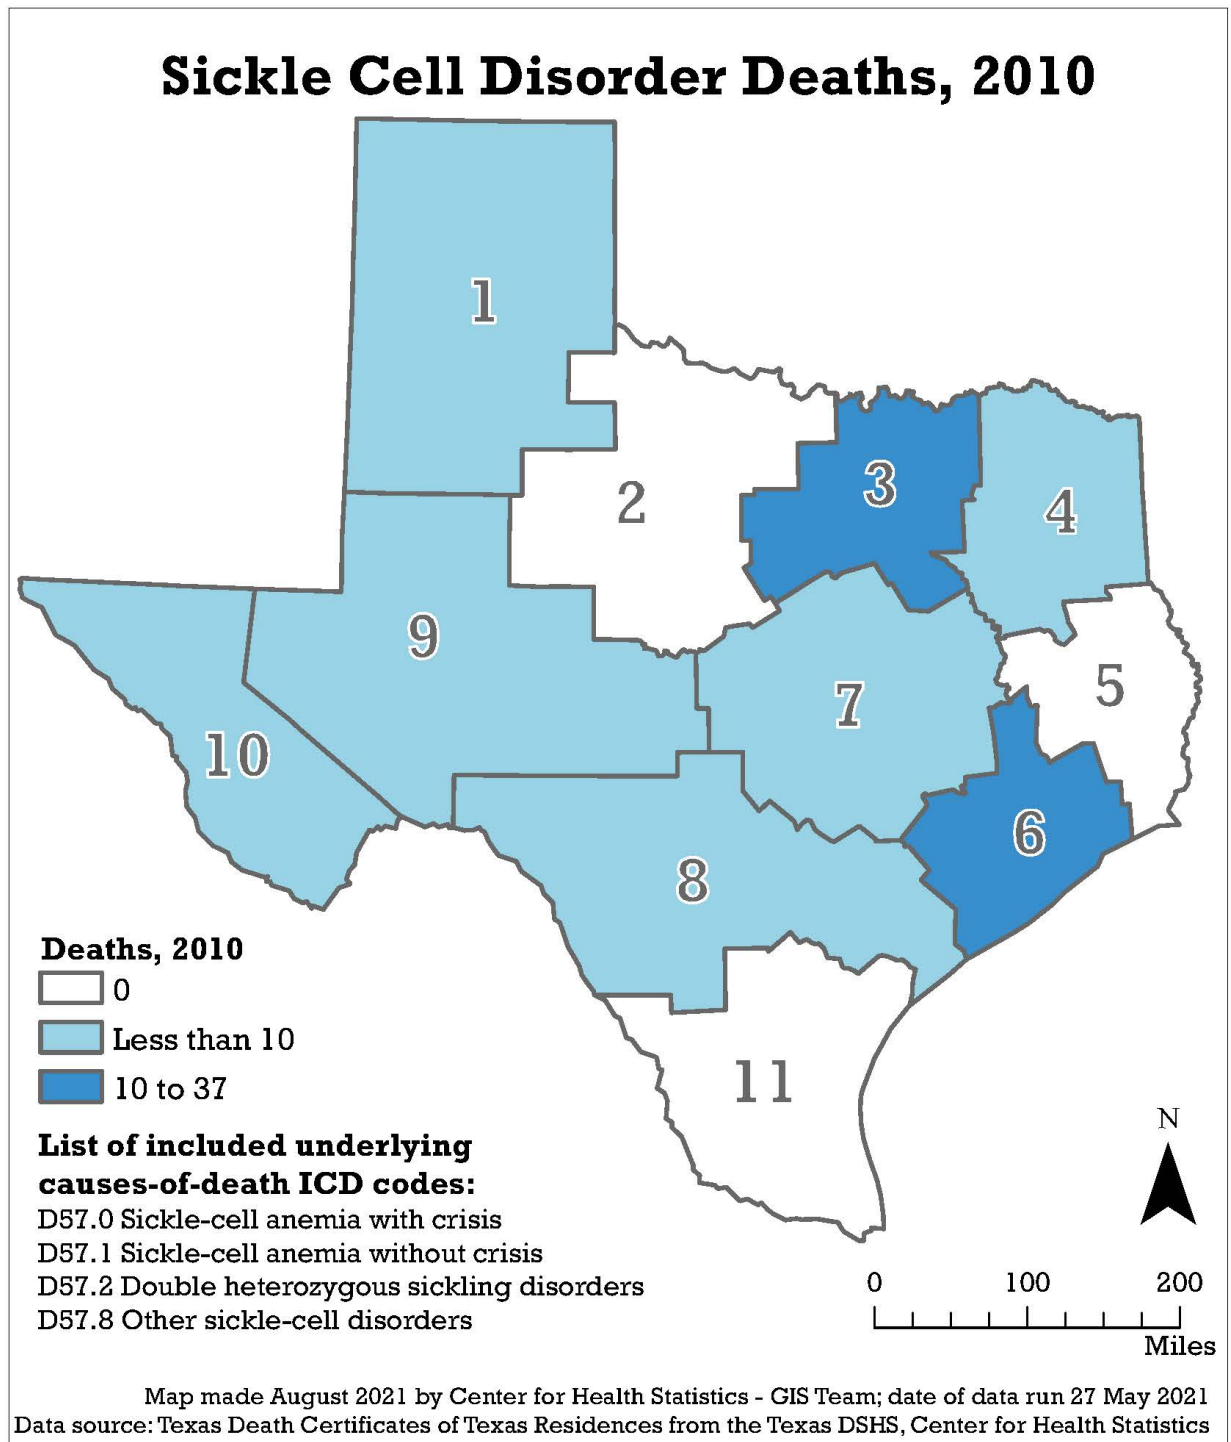 Sickle Cell Disorder Deaths, 2010
1
2
3
4
5
6
7
8
9
10
11
Deaths, 2010
0
Less than 10
10 to 37
List of included underlying
causes-of-death ICD codes:
D57.0 Sickle-cell anemia with crisis
D57.1 Sickle-cell anemia without crisis
D57.2 Double heterozygous sickling disorders
D57.8 Other sickle-cell disorders
N
0 100 200
Miles
Map made August 2021 by Center for Health Statistics - GIS Team; date of data run 27 May 2021
Data source: Texas Death Certificates of Texas Residences from the Texas DSHS, Center for Health Statistics